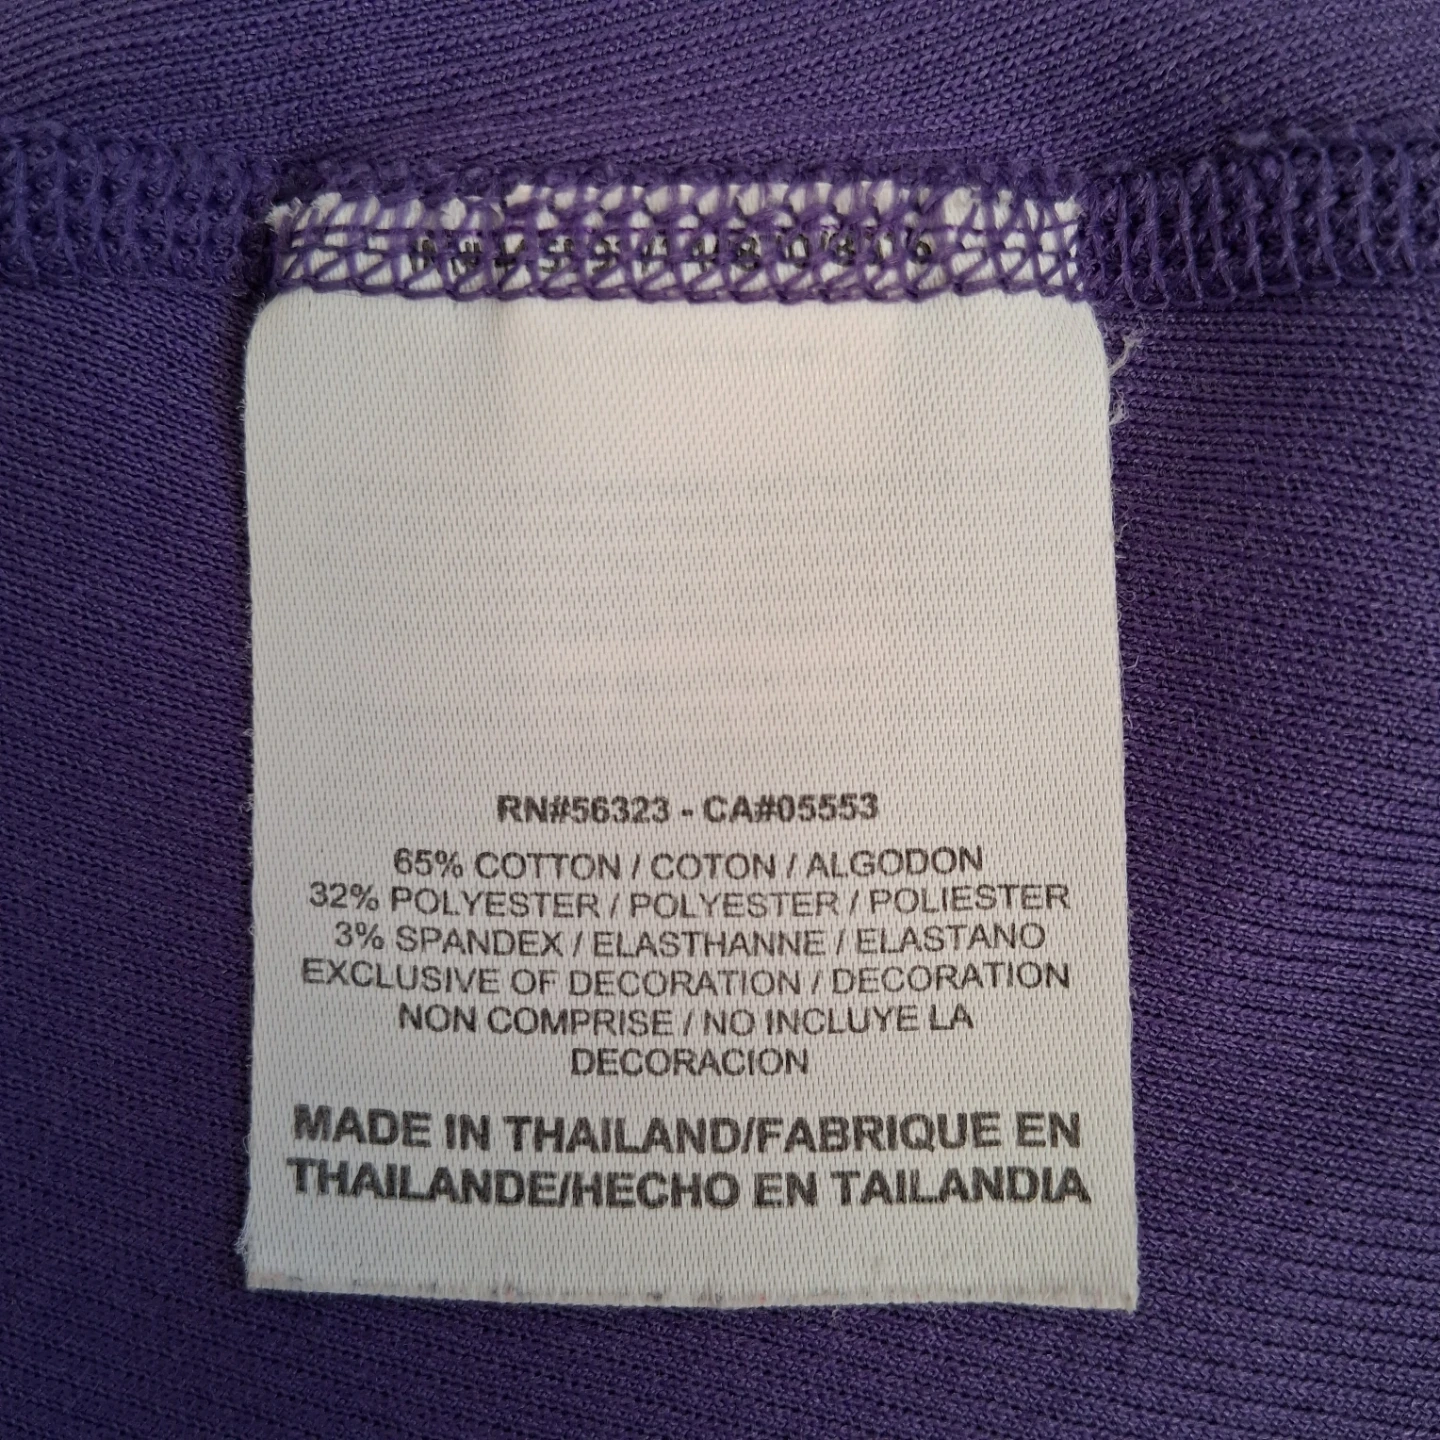 RN#56323 - CA#05553
65% COTTON / COTON / ALGODON
32% POLYESTER / POLYESTER / POLIESTER
3% SPANDEX / ELASTHANNE / ELASTANO
EXCLUSIVE OF DECORATION / DECORATION
NON COMPRISE / NO INCLUYE LA
DECORACION
MADE IN THAILAND/FABRIQUE EN
THAILANDE/HECHO EN TAILANDIA